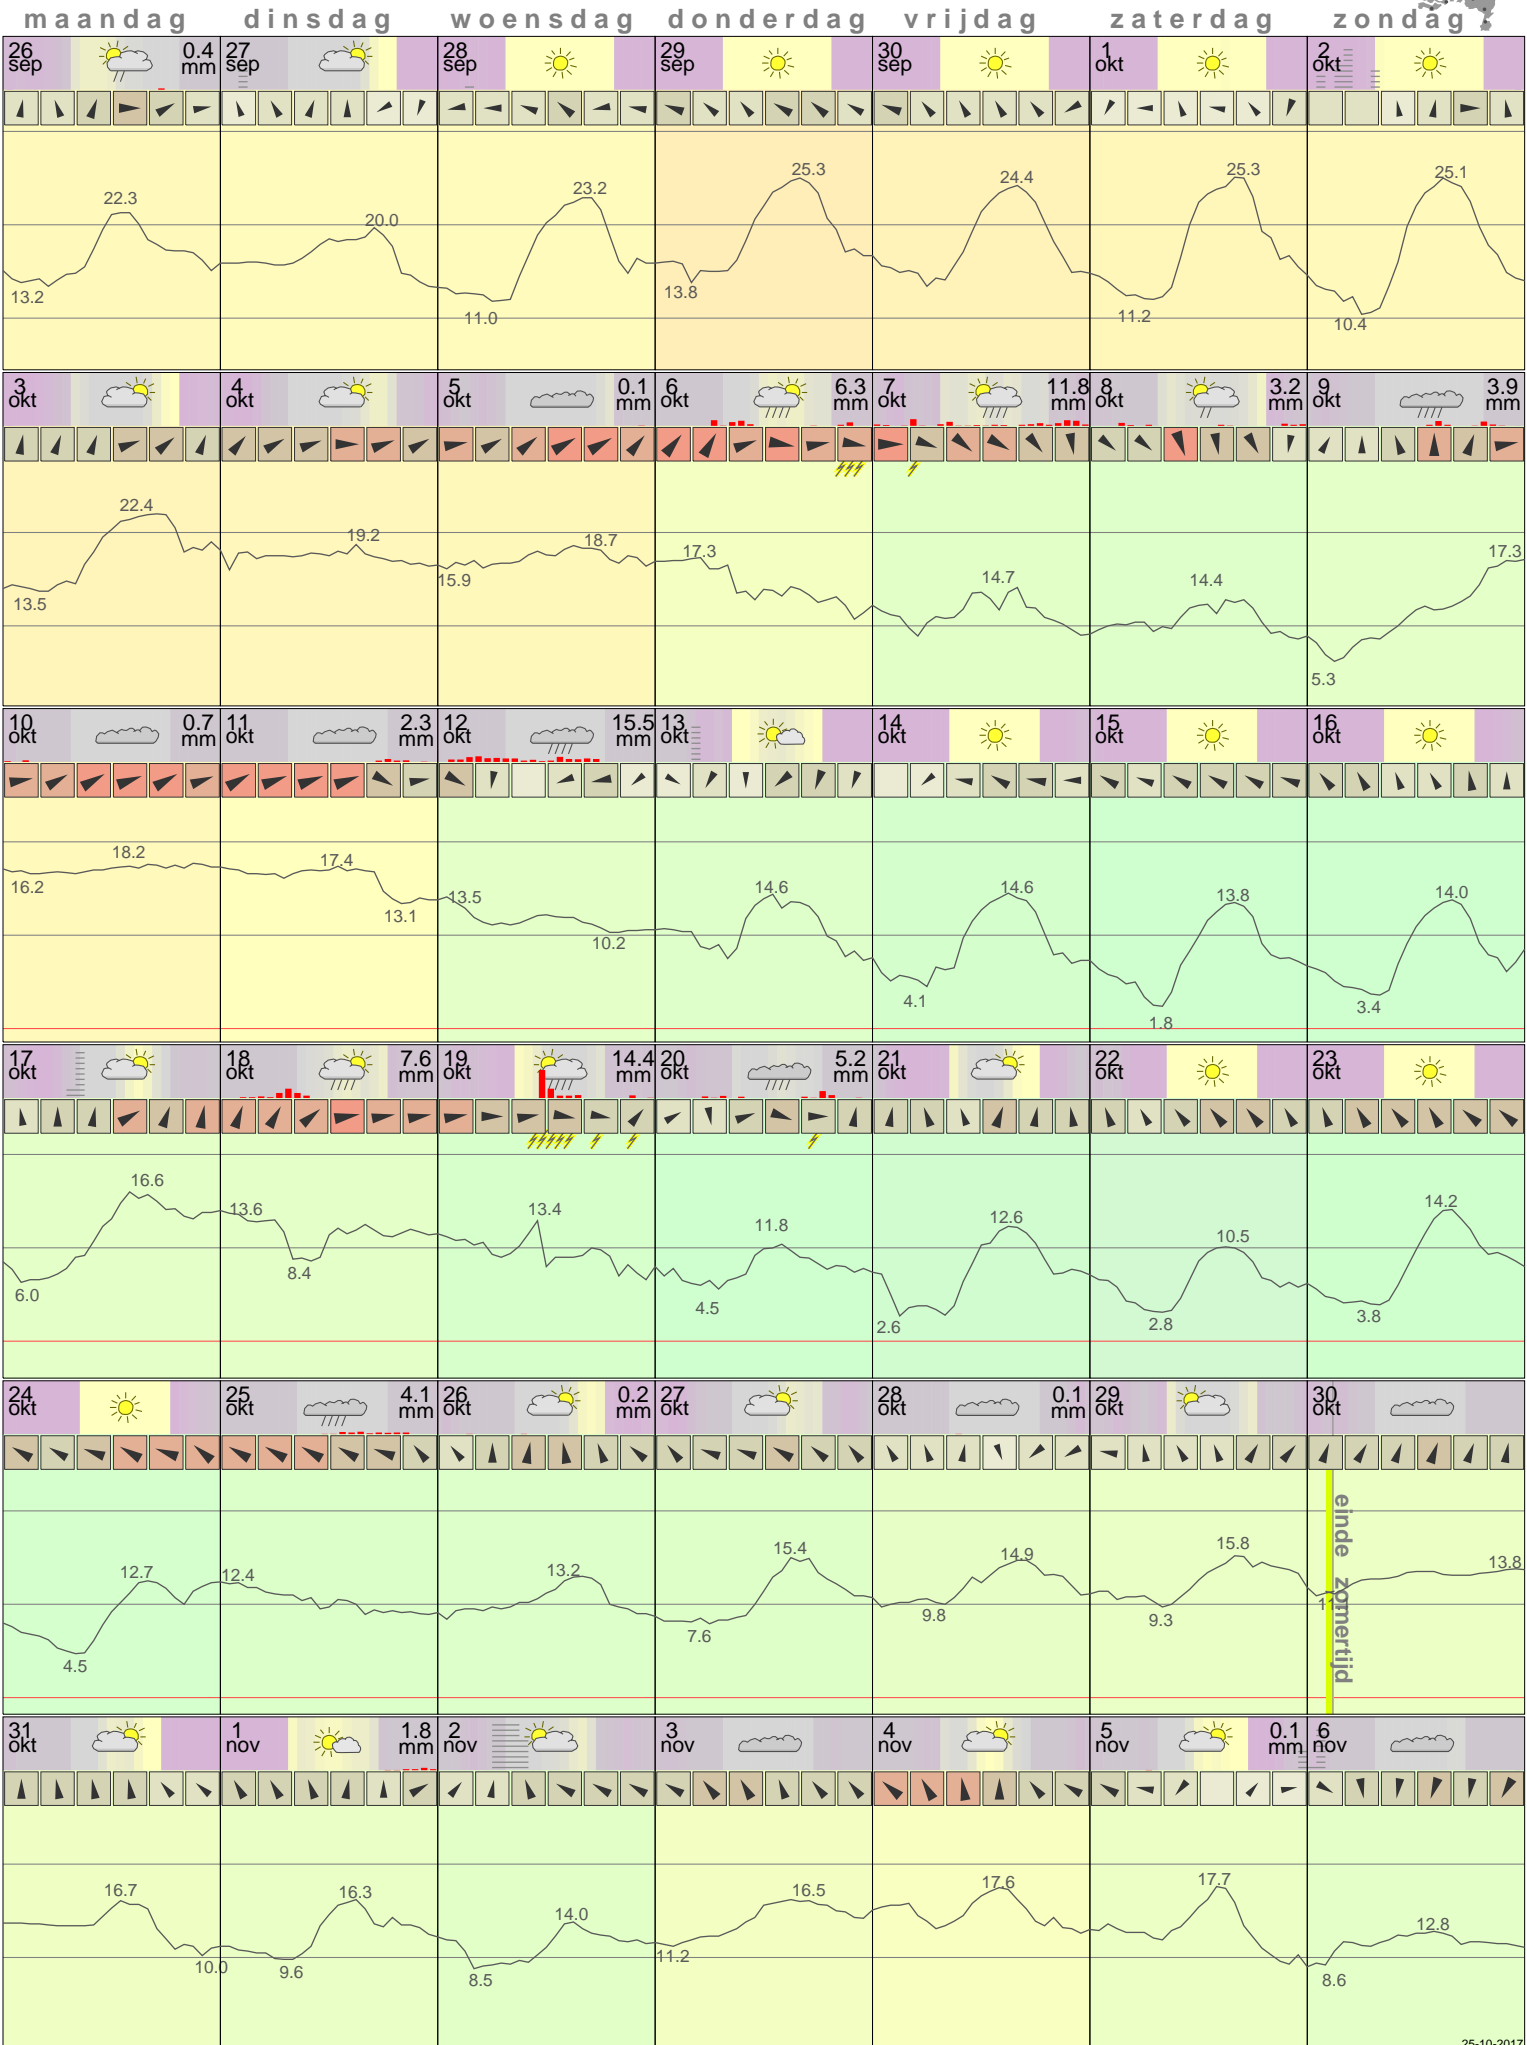 maandag dinsdag woensdag donderdag vrijdag zaterdag zondag
26 sep 0.4 mm 27 sep 28 sep 29 sep 30 sep 1 okt 2 okt
22.3 13.2 20.0 23.2 11.0 25.3 13.8 24.4 25.3 11.2 25.1 10.4
3 okt 4 okt 5 okt 0.1 mm 6 okt 6.3 mm 7 okt 11.8 mm 8 okt 3.2 mm 9 okt 3.9 mm
22.4 13.5 19.2 15.9 18.7 17.3 14.7 14.4 5.3 17.3
10 okt 0.7 mm 11 okt 2.3 mm 12 okt 15.5 mm 13 okt 14 okt 15 okt 16 okt
16.2 18.2 17.4 13.1 13.5 10.2 14.6 4.1 14.6 1.8 13.8 3.4 14.0
17 okt 18 okt 7.6 mm 19 okt 14.4 mm 20 okt 5.2 mm 21 okt 22 okt 23 okt
6.0 16.6 13.6 8.4 13.4 4.5 11.8 2.6 12.6 2.8 10.5 3.8 14.2
24 okt 25 okt 4.1 mm 26 okt 0.2 mm 27 okt 28 okt 0.1 mm 29 okt 30 okt
4.5 12.7 12.4 13.2 7.6 15.4 9.8 14.9 9.3 15.8 13.8
einde zomertijd
31 okt 1 nov 1.8 mm 2 nov 3 nov 4 nov 5 nov 0.1 mm 6 nov
16.7 10.0 9.6 16.3 8.5 14.0 11.2 16.5 17.6 17.7 8.6 12.8
25-10-2017